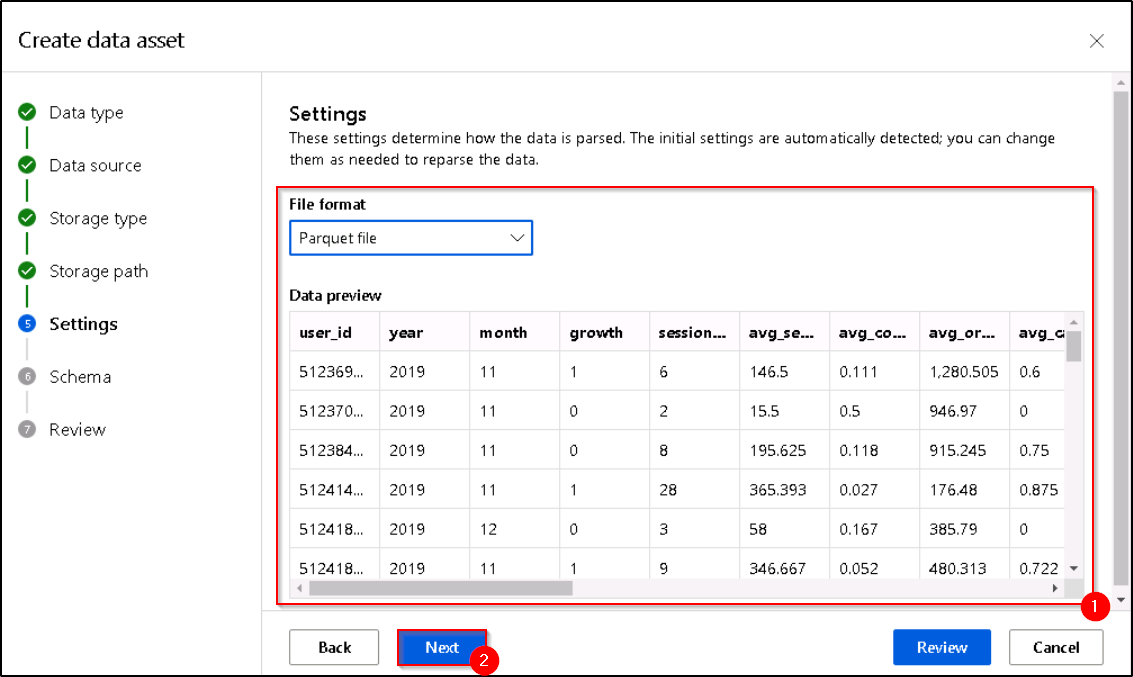 Create data asset
Data type
Data source
Storage type
Storage path
5 Settings
6 Schema
7 Review
Settings
These settings determine how the data is parsed. The initial settings are automatically detected; you can change
them as needed to reparse the data.
File format
Parquet file
Data preview
user_id year month growth session... avg_se... avg_co... avg_or... avg_ca
512369... 2019 11 1 6 146.5 0.111 1,280.505 0.6
512370... 2019 11 0 2 15.5 0.5 946.97 0
512384... 2019 11 0 8 195.625 0.118 915.245 0.75
512414... 2019 11 1 28 365.393 0.027 176.48 0.875
512418... 2019 12 0 3 58 0.167 385.79 0
512418... 2019 11 1 9 346.667 0.052 480.313 0.722
1
Back Next 2 Review Cancel